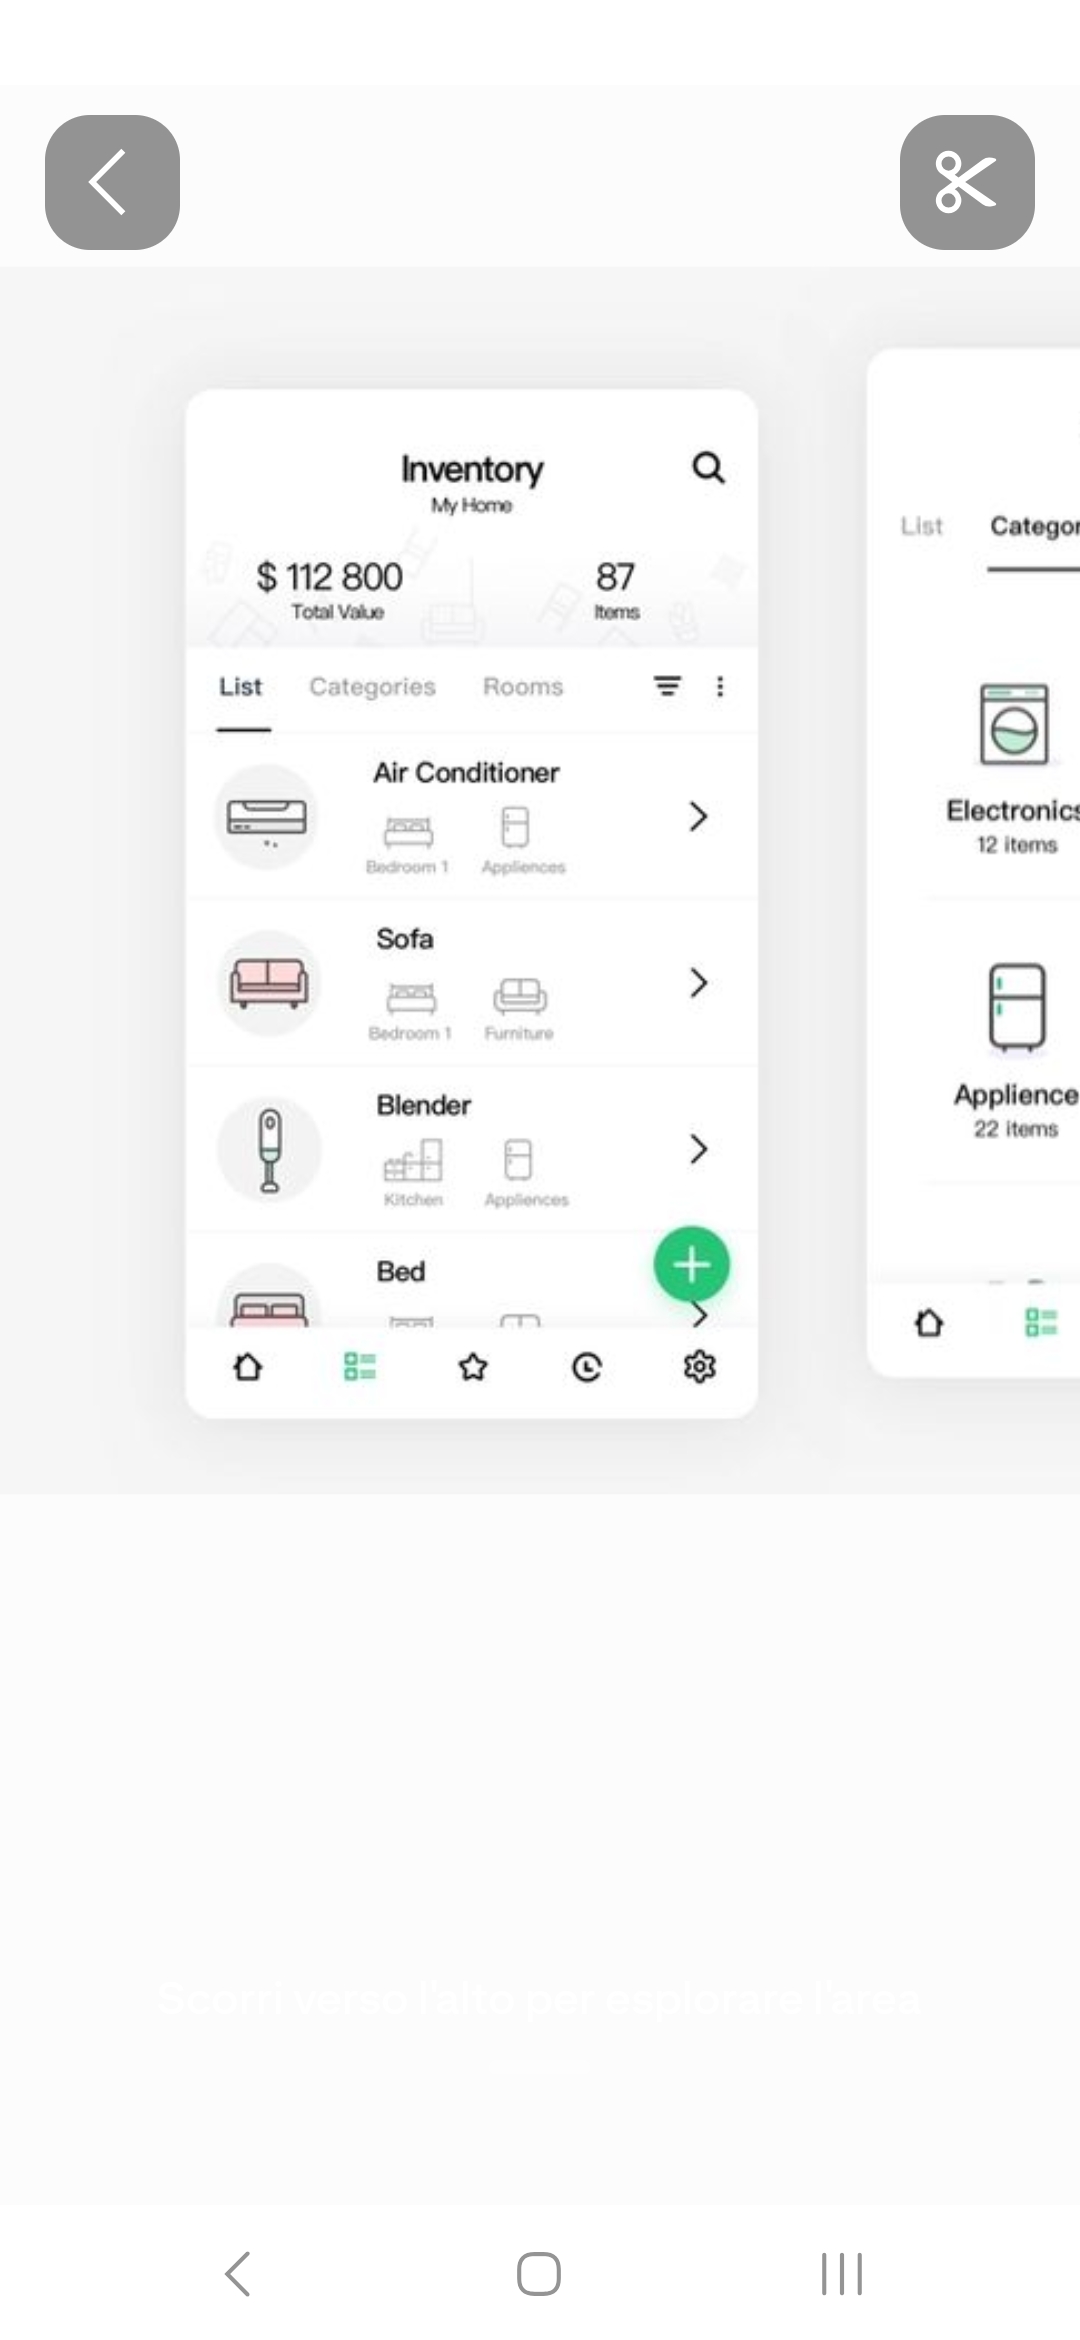 Inventory
My Home
$ 112 800
Total Value
87
Items
List
Categories
Rooms
Air Conditioner
Bedroom 1
Appliences
Sofa
Bedroom 1
Furniture
Blender
Kitchen
Appliences
Bed
List
Categor
Electronics
12 items
Applience
22 items
Scorri verso l'alto per esplorare l'area